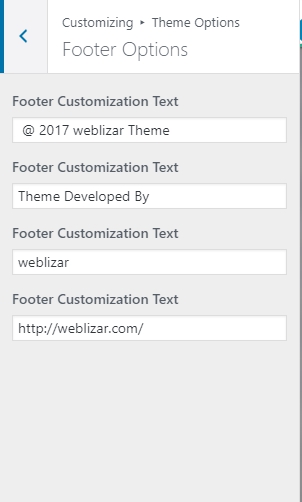 Customizing ▸ Theme Options
Footer Options
Footer Customization Text
@ 2017 weblizar Theme
Footer Customization Text
Theme Developed By
Footer Customization Text
weblizar
Footer Customization Text
http://weblizar.com/